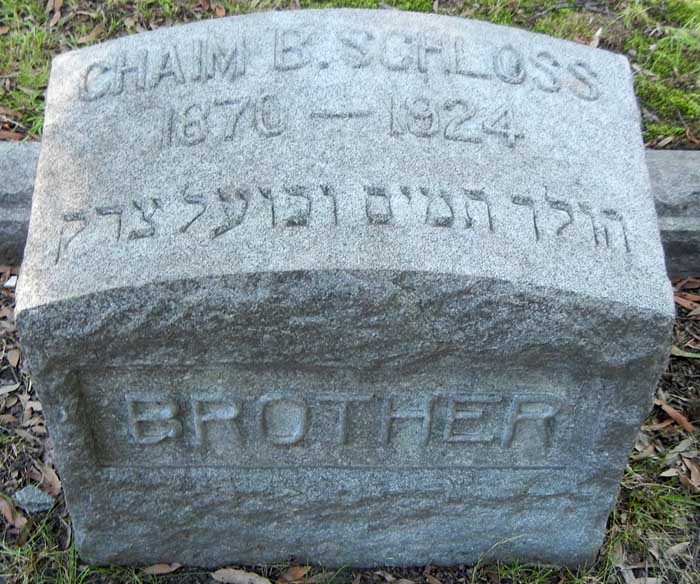 CHAIM B. SCHLOSS
1870 — 1924
הולך תמים ופועל צדק
BROTHER